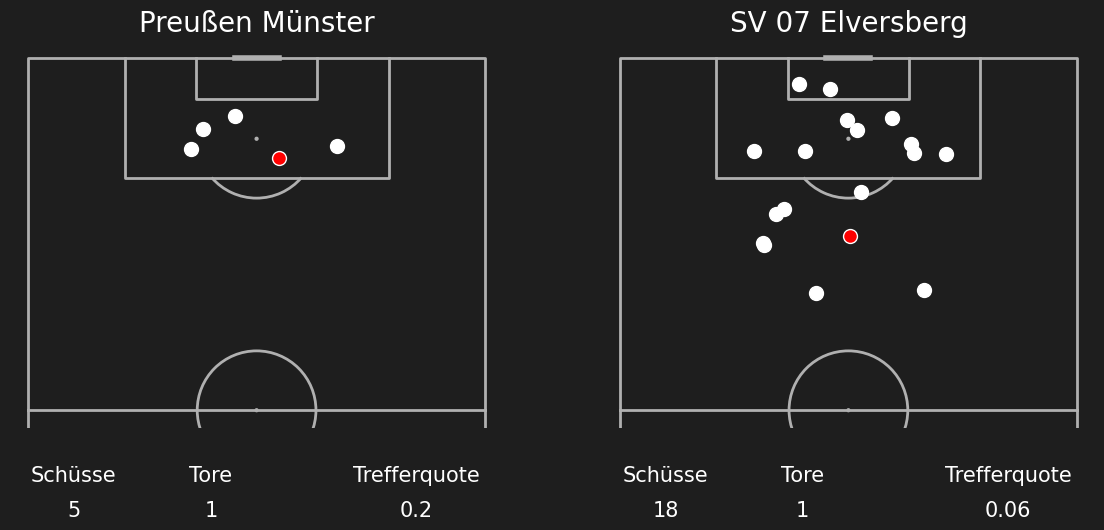 Preußen Münster
SV 07 Elversberg
Schüsse Tore Trefferquote
5 1 0.2
Schüsse Tore Trefferquote
18 1 0.06